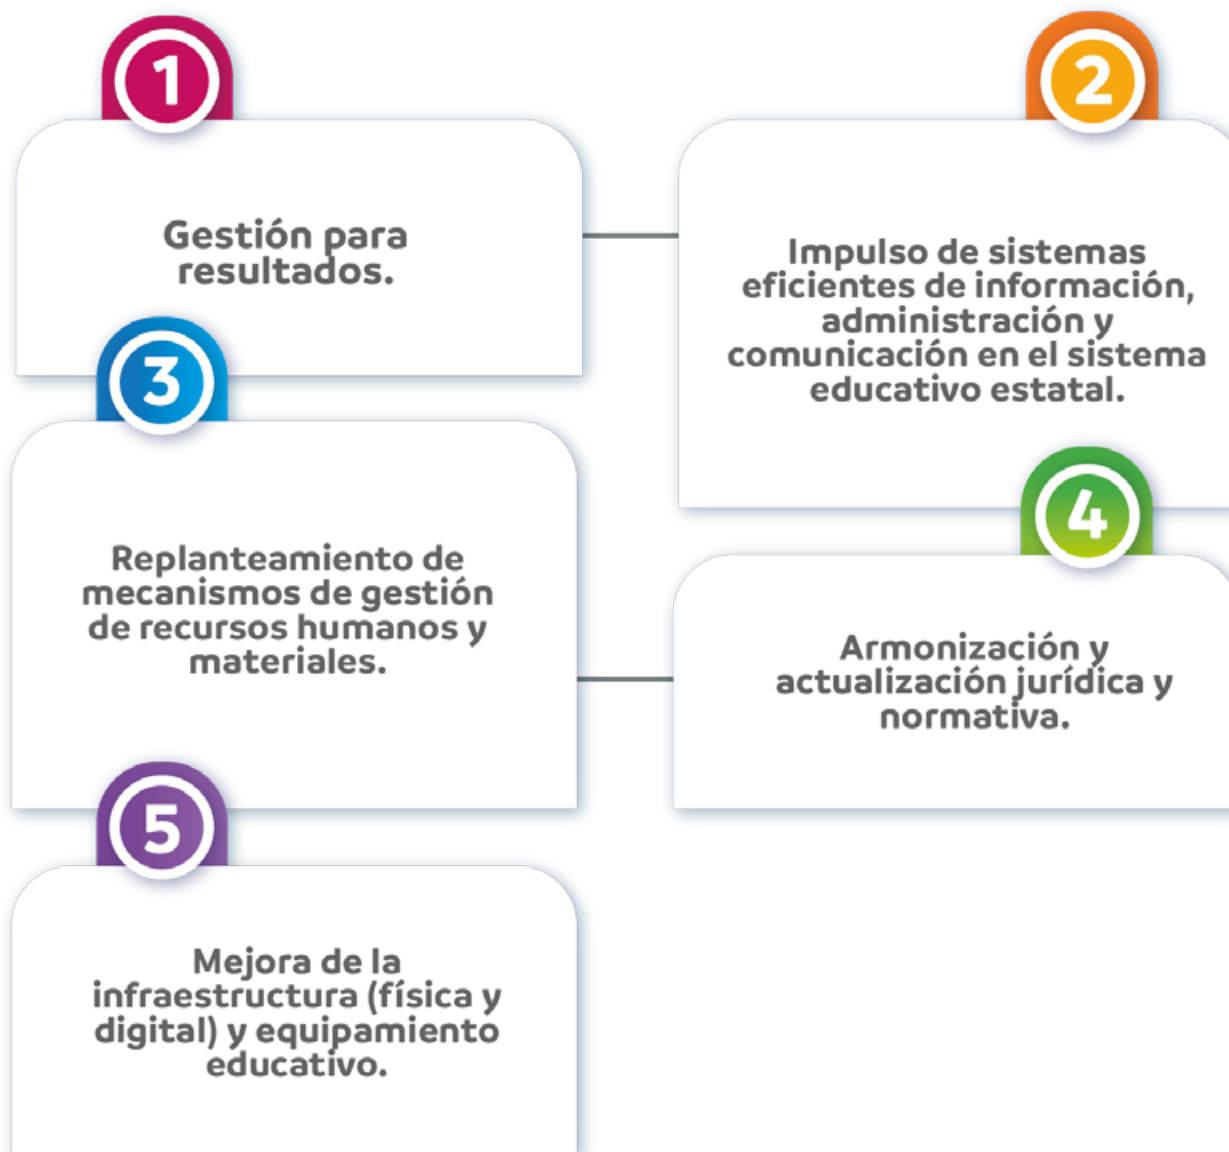 1
Gestión para
resultados.
2
Impulso de sistemas
eficientes de información,
administración y
comunicación en el sistema
educativo estatal.
3
Replanteamiento de
mecanismos de gestión
de recursos humanos y
materiales.
4
Armonización y
actualización jurídica y
normativa.
5
Mejora de la
infraestructura (física y
digital) y equipamiento
educativo.